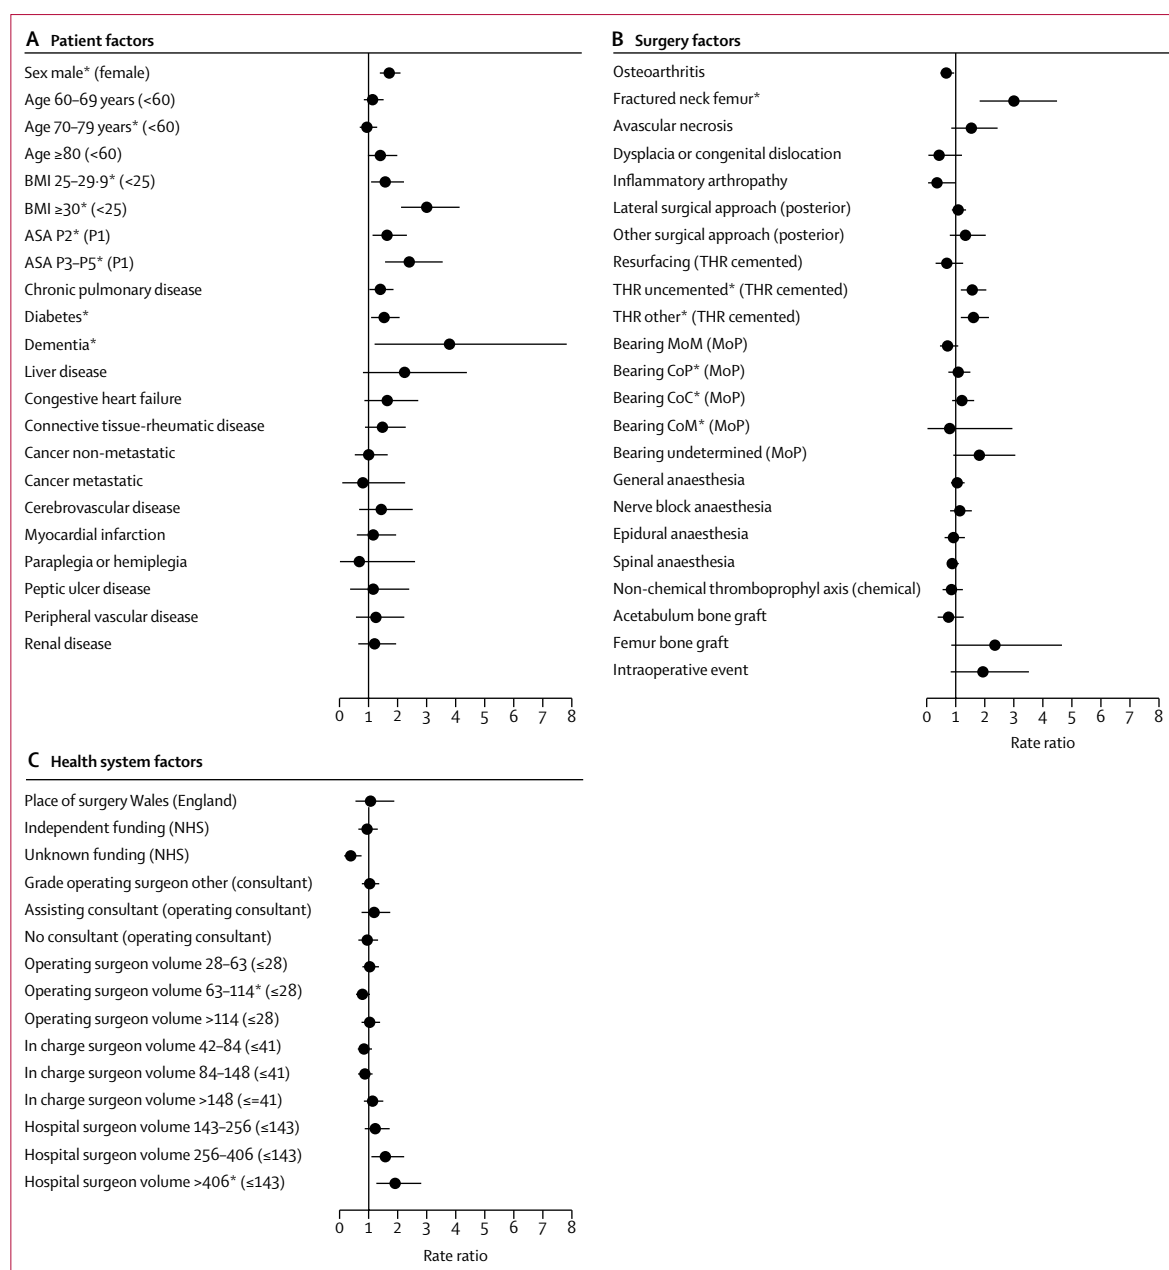 A Patient factors
Sex male* (female)
Age 60–69 years (<60)
Age 70–79 years* (<60)
Age ≥80 (<60)
BMI 25–29·9* (<25)
BMI ≥30* (<25)
ASA P2* (P1)
ASA P3–P5* (P1)
Chronic pulmonary disease
Diabetes*
Dementia*
Liver disease
Congestive heart failure
Connective tissue-rheumatic disease
Cancer non-metastatic
Cancer metastatic
Cerebrovascular disease
Myocardial infarction
Paraplegia or hemiplegia
Peptic ulcer disease
Peripheral vascular disease
Renal disease
0 1 2 3 4 5 6 7 8
B Surgery factors
Osteoarthritis
Fractured neck femur*
Avascular necrosis
Dysplacia or congenital dislocation
Inflammatory arthropathy
Lateral surgical approach (posterior)
Other surgical approach (posterior)
Resurfacing (THR cemented)
THR uncemented* (THR cemented)
THR other* (THR cemented)
Bearing MoM (MoP)
Bearing CoP* (MoP)
Bearing CoC* (MoP)
Bearing CoM* (MoP)
Bearing undetermined (MoP)
General anaesthesia
Nerve block anaesthesia
Epidural anaesthesia
Spinal anaesthesia
Non-chemical thromboprophyl axis (chemical)
Acetabulum bone graft
Femur bone graft
Intraoperative event
0 1 2 3 4 5 6 7 8
Rate ratio
C Health system factors
Place of surgery Wales (England)
Independent funding (NHS)
Unknown funding (NHS)
Grade operating surgeon other (consultant)
Assisting consultant (operating consultant)
No consultant (operating consultant)
Operating surgeon volume 28–63 (≤28)
Operating surgeon volume 63–114* (≤28)
Operating surgeon volume >114 (≤28)
In charge surgeon volume 42–84 (≤41)
In charge surgeon volume 84–148 (≤41)
In charge surgeon volume >148 (≤=41)
Hospital surgeon volume 143–256 (≤143)
Hospital surgeon volume 256–406 (≤143)
Hospital surgeon volume >406* (≤143)
0 1 2 3 4 5 6 7 8
Rate ratio